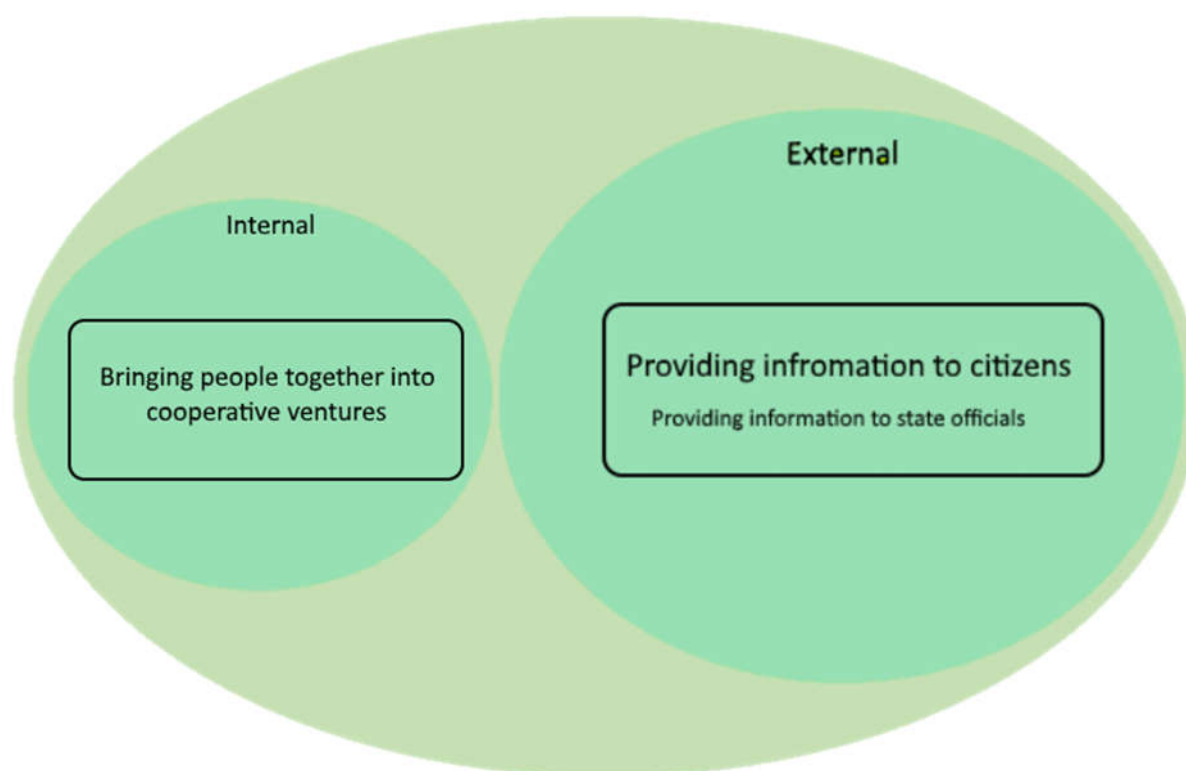 External
Internal
Bringing people together into
cooperative ventures
Providing infromation to citizens
Providing information to state officials